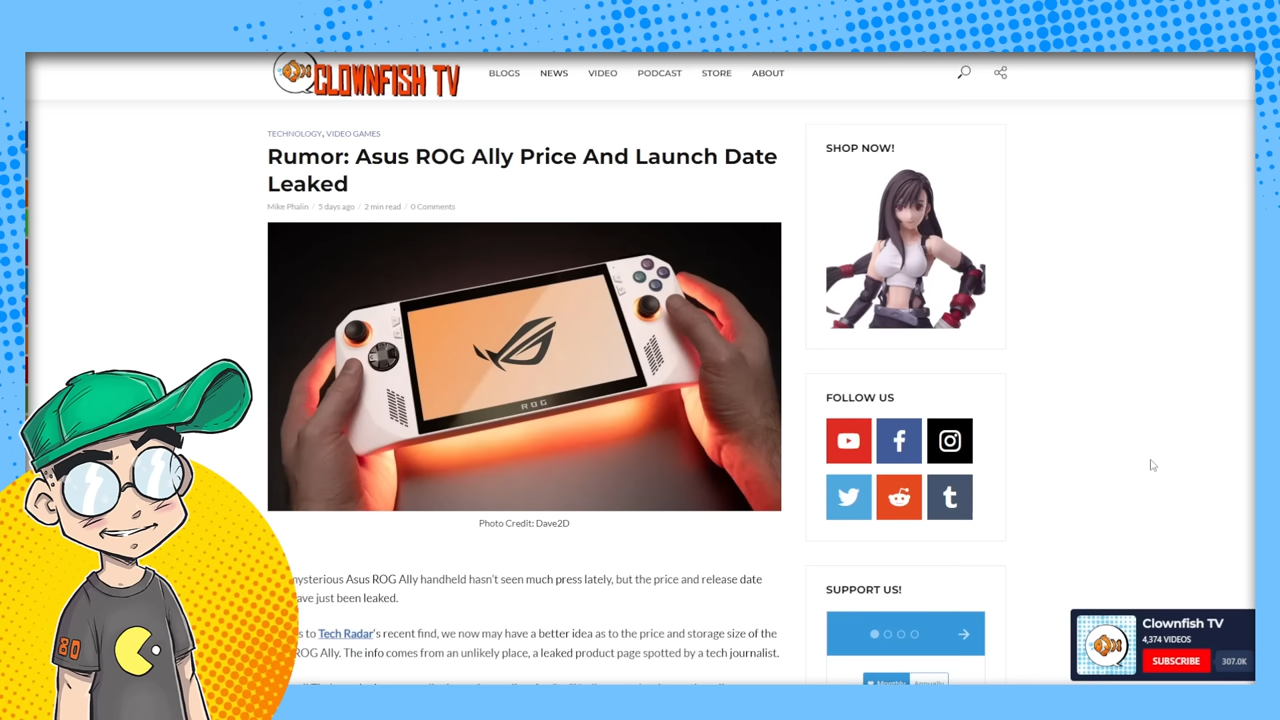 CLOWNFISH TV
BLOGS NEWS VIDEO PODCAST STORE ABOUT
TECHNOLOGY, VIDEO GAMES
Rumor: Asus ROG Ally Price And Launch Date
Leaked
Mike Phalin / 5 days ago / 2 min read / 0 Comments
ROG
Photo Credit: Dave2D
mysterious Asus ROG Ally handheld hasn't seen much press lately, but the price and release date
have just been leaked.
to Tech Radar's recent find, we now may have a better idea as to the price and storage size of the
ROG Ally. The info comes from an unlikely place, a leaked product page spotted by a tech journalist.
SHOP NOW!
FOLLOW US
SUPPORT US!
Monthly Annually
80
Clownfish TV
4,374 VIDEOS
SUBSCRIBE 307.0K